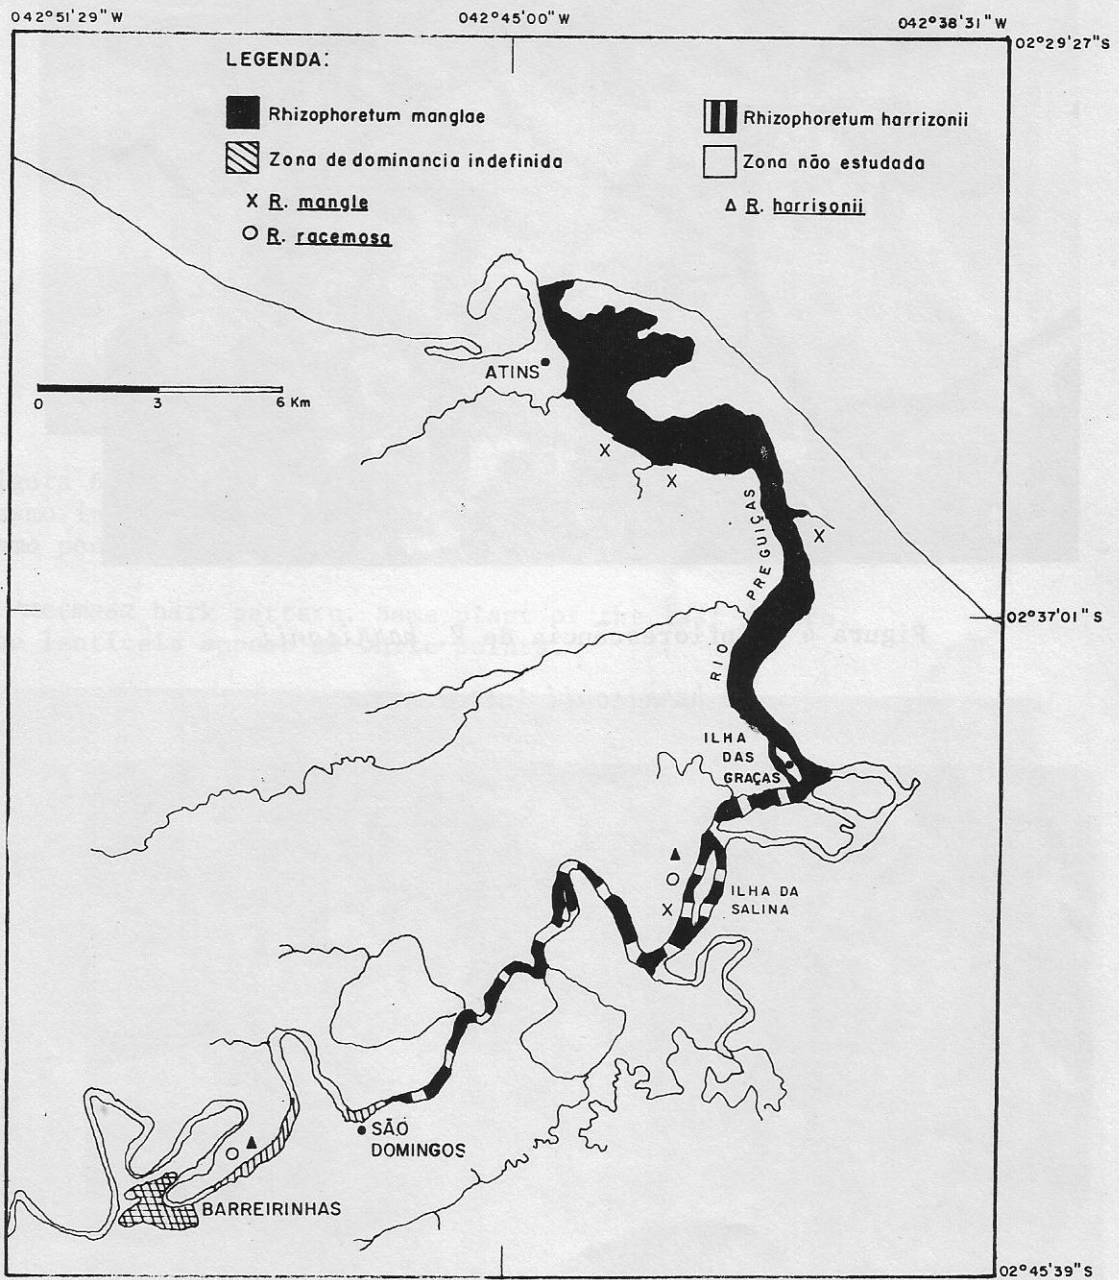 042°51'29" W
042°45'00" W
042°38'31" W
02°29'27" S
LEGENDA:
Rhizophoretum manglae
Rhizophoretum harrizonii
Zona de dominancia indefinida
Zona não estudada
X R. mangle
△ R. harrisonii
O R. racemosa
ATINS
0 3 6 Km
X
X
X
RIO PREGUIÇAS
02°37'01" S
Figura
de R.
ILHA
DAS
GRAÇAS
ILHA DA
SALINA
X
SÃO
DOMINGOS
BARREIRINHAS
02°45'39" S